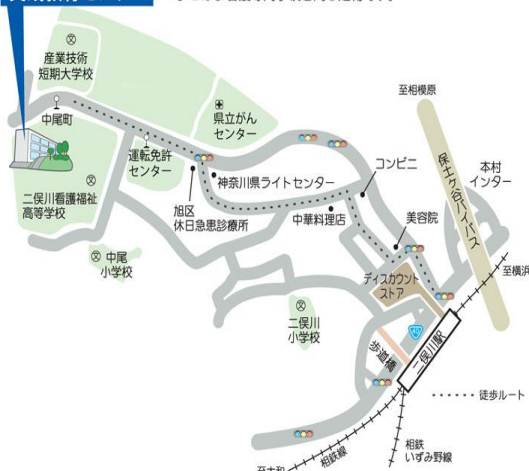 産業技術
短期大学校
中尾町
県立がん
センター
至相模原
運転免許
センター
神奈川県ライトセンター
コンビニ
保土ヶ谷バイパス
本村
インター
二俣川看護福祉
高等学校
旭区
休日急患診療所
中華料理店
美容院
中尾
小学校
ディスカウント
ストア
至横浜
二俣川
小学校
歩道橋
二俣川駅
徒歩ルート
相鉄線
相鉄
いずみ野線